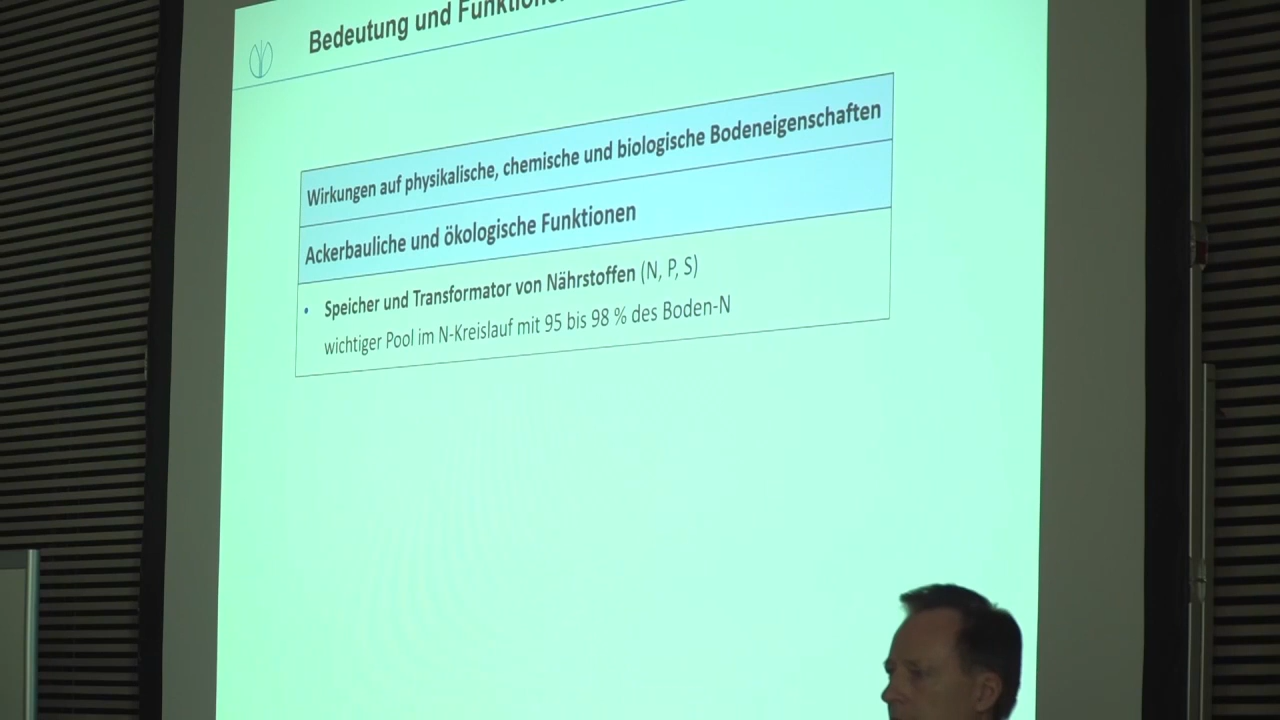 Bedeutung und Funktione
Wirkungen auf physikalische, chemische und biologische Bodeneigenschaften
Ackerbauliche und ökologische Funktionen
• Speicher und Transformator von Nährstoffen (N, P, S)
wichtiger Pool im N-Kreislauf mit 95 bis 98 % des Boden-N